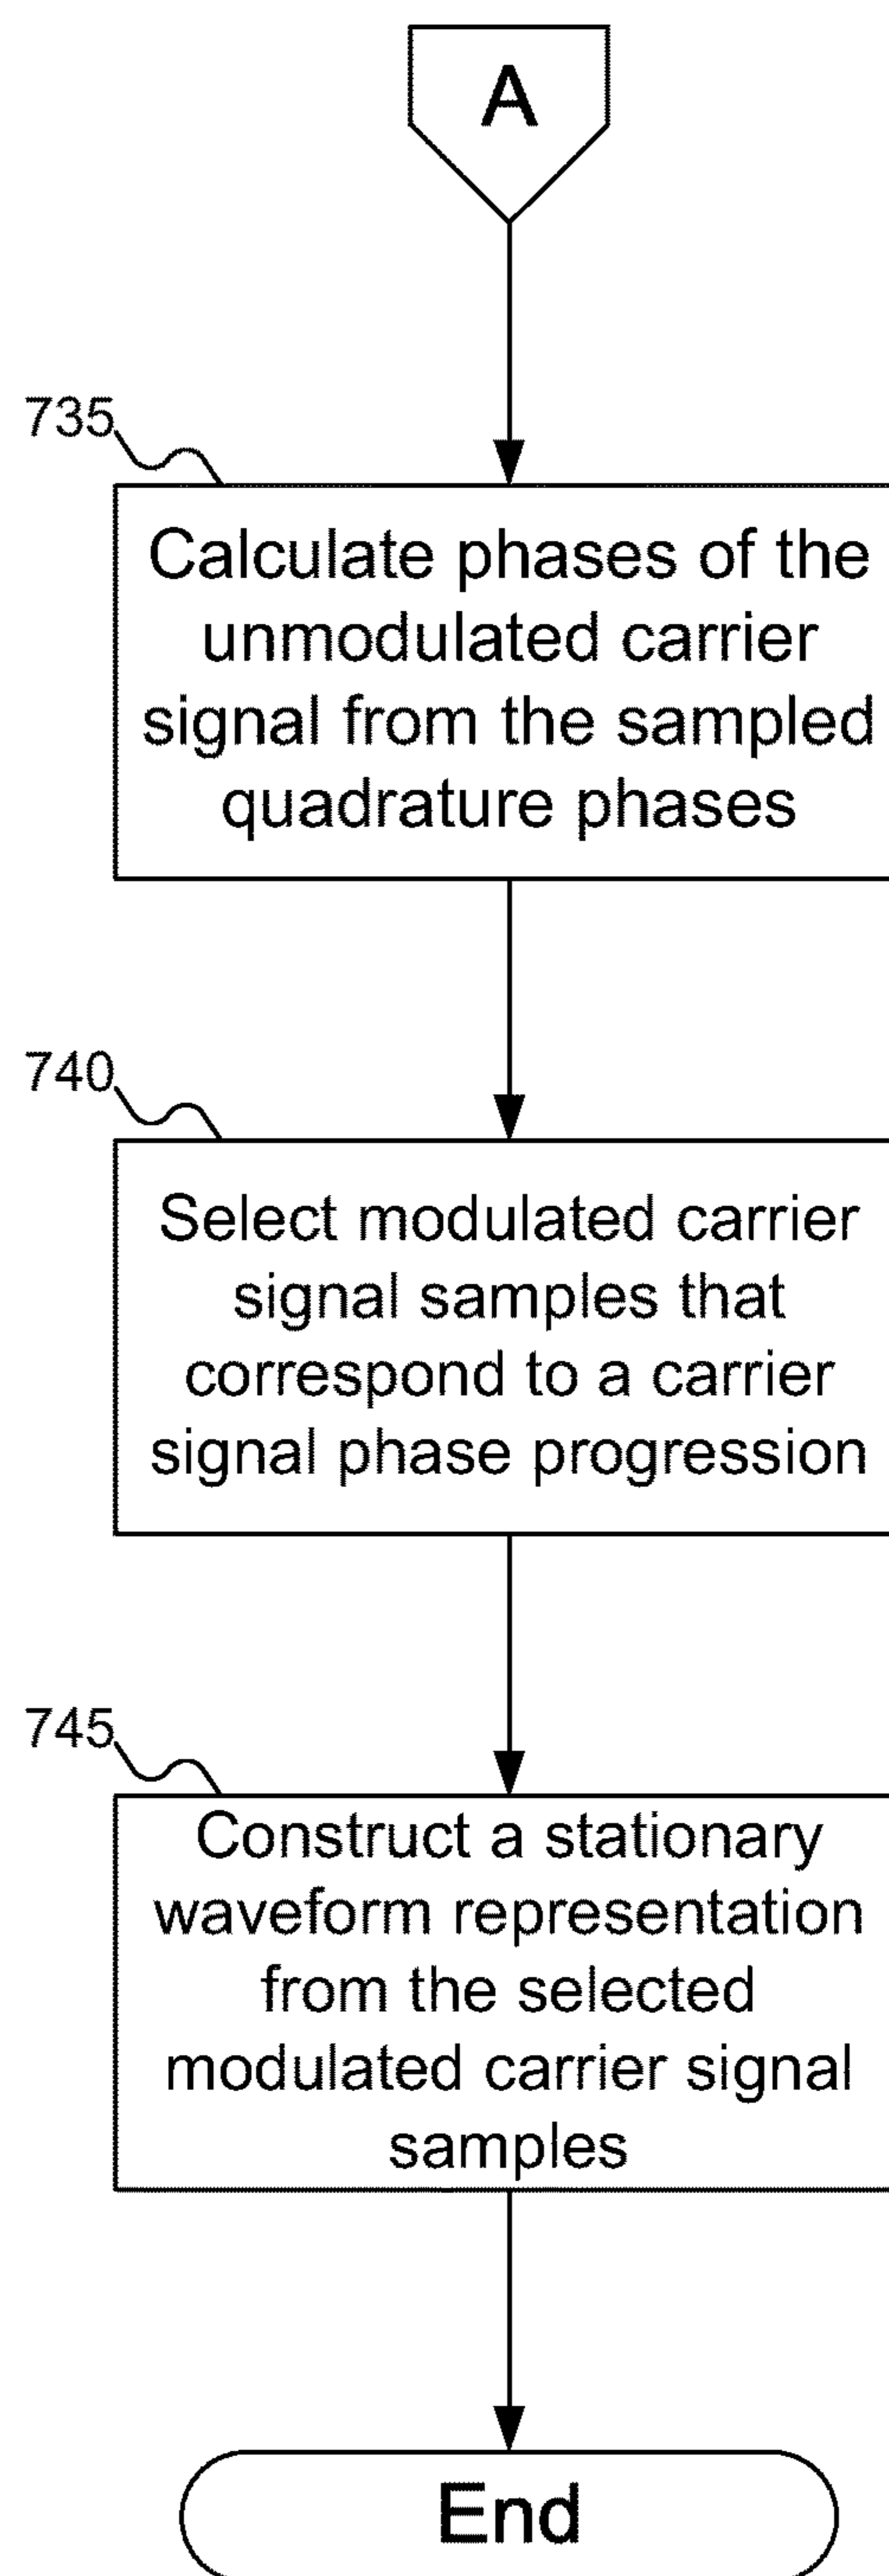 A
735
Calculate phases of the
unmodulated carrier
signal from the sampled
quadrature phases
740
Select modulated carrier
signal samples that
correspond to a carrier
signal phase progression
745
Construct a stationary
waveform representation
from the selected
modulated carrier signal
samples
End